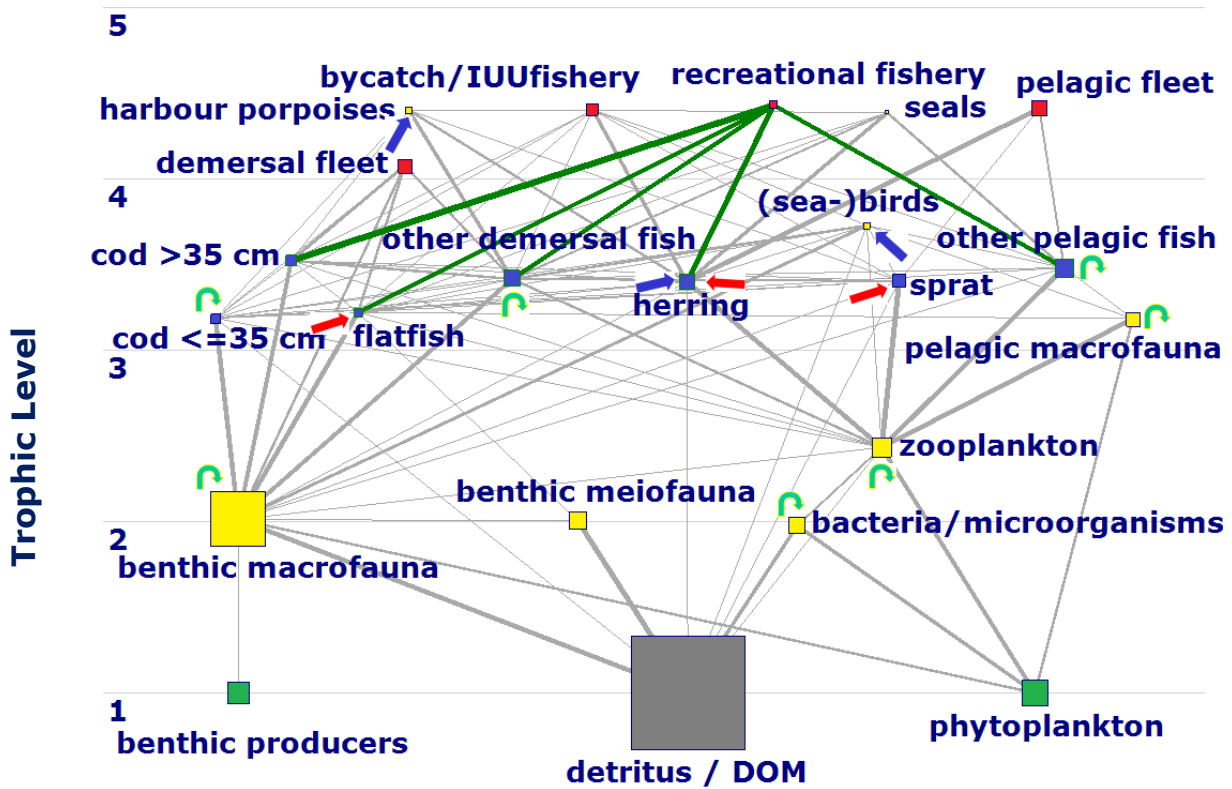 5
bycatch/IUUfishery
recreational fishery
pelagic fleet
harbour porpoises
seals
demersal fleet
4
(sea-)birds
cod >35 cm
other demersal fish
other pelagic fish
herring
sprat
cod <=35 cm
flatfish
pelagic macrofauna
3
Trophic Level
zooplankton
benthic meiofauna
bacteria/microorganisms
2
benthic macrofauna
1
benthic producers
phytoplankton
detritus / DOM